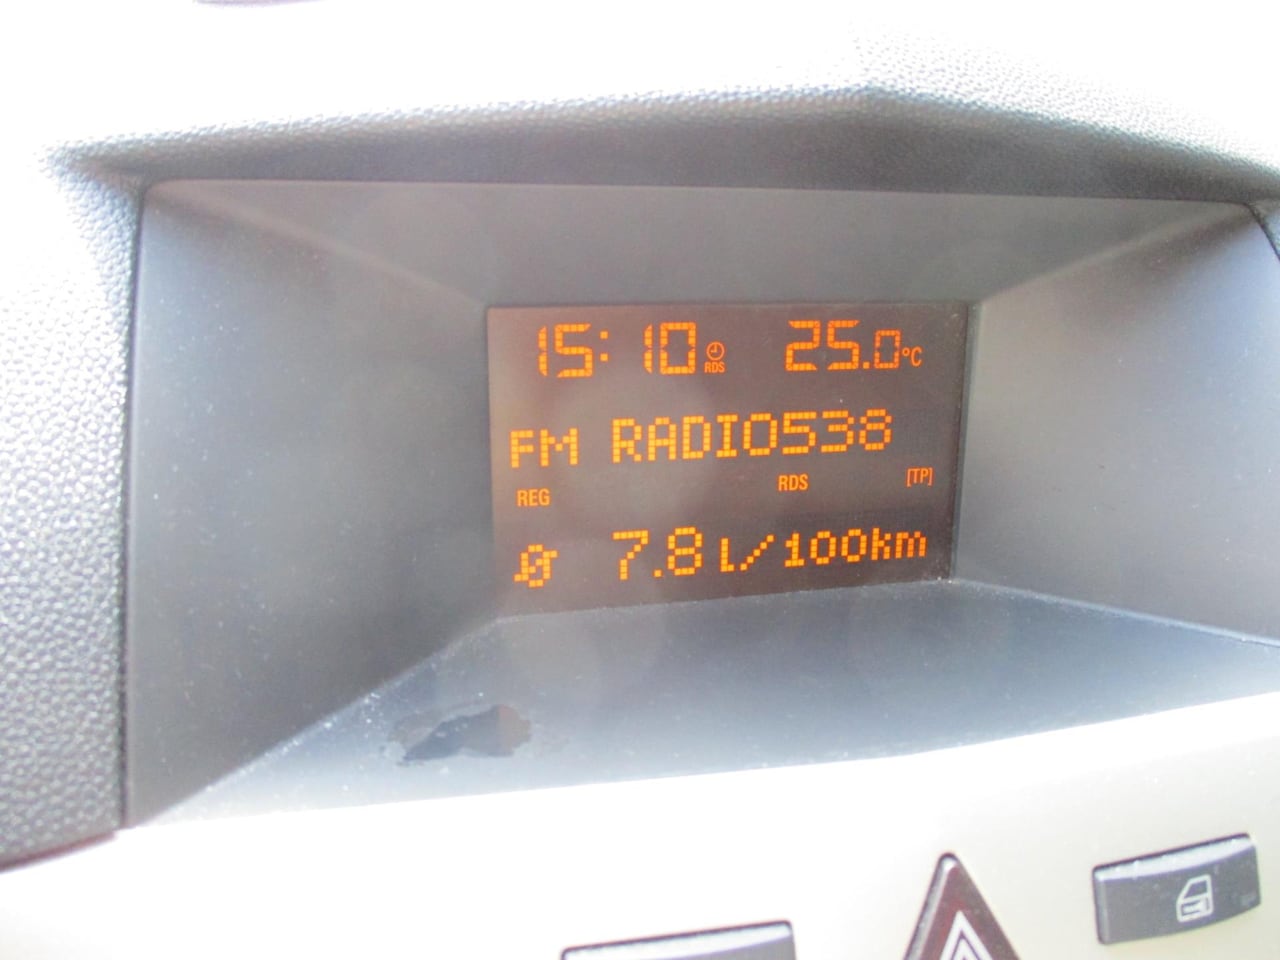 15:10 RDS 25.0°C
FM RADIO538
REG RDS [TP]
Ø 7.8 l/100km